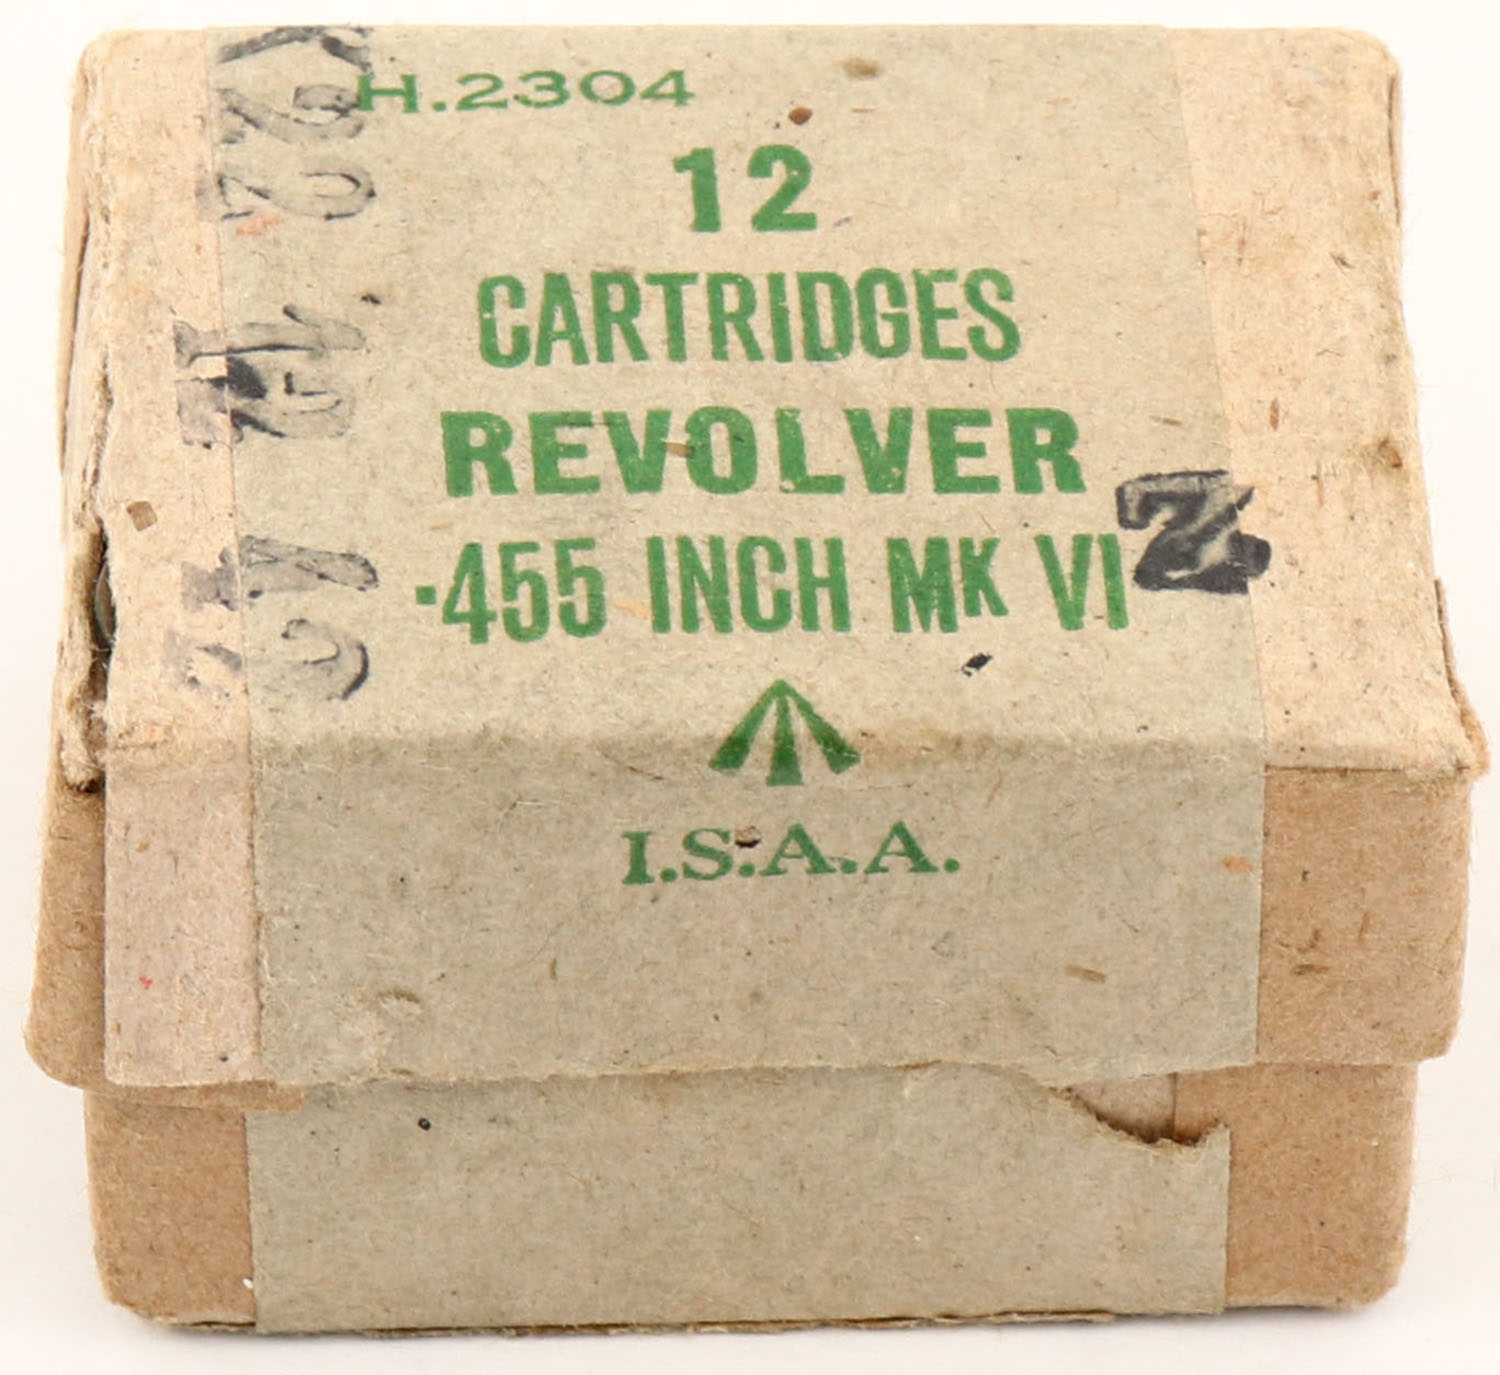 H.2304
12
CARTRIDGES
REVOLVER
·455 INCH MK VI Z
I.S.A.A.